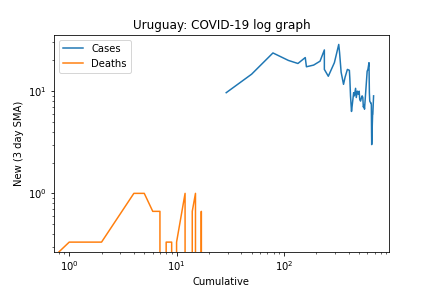 Uruguay: COVID-19 log graph
Cases
Deaths
New (3 day SMA)
10¹
10⁰
10⁰ 10¹ 10²
Cumulative